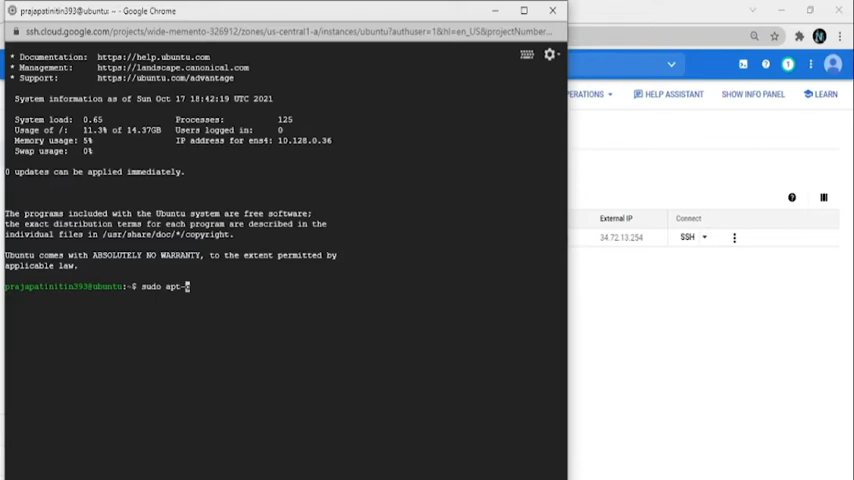 prajapatinitin393@ubuntu: ~ - Google Chrome
ssh.cloud.google.com/projects/wide-memento-326912/zones/us-central1-a/instances/ubuntu?authuser=1&hl=en_US&projectNumber...
* Documentation:  https://help.ubuntu.com
* Management:     https://landscape.canonical.com
* Support:        https://ubuntu.com/advantage
System information as of Sun Oct 17 18:42:19 UTC 2021
System load:  0.65               Processes:             125
Usage of /:   11.3% of 14.37GB   Users logged in:       0
Memory usage: 5%                 IP address for ens4: 10.128.0.36
Swap usage:   0%
0 updates can be applied immediately.
The programs included with the Ubuntu system are free software;
the exact distribution terms for each program are described in the
individual files in /usr/share/doc/*/copyright.
Ubuntu comes with ABSOLUTELY NO WARRANTY, to the extent permitted by
applicable law.
prajapatinitin393@ubuntu:~$ sudo apt-
1
HELP ASSISTANT
SHOW INFO PANEL
LEARN
External IP
Connect
34.72.13.254
SSH